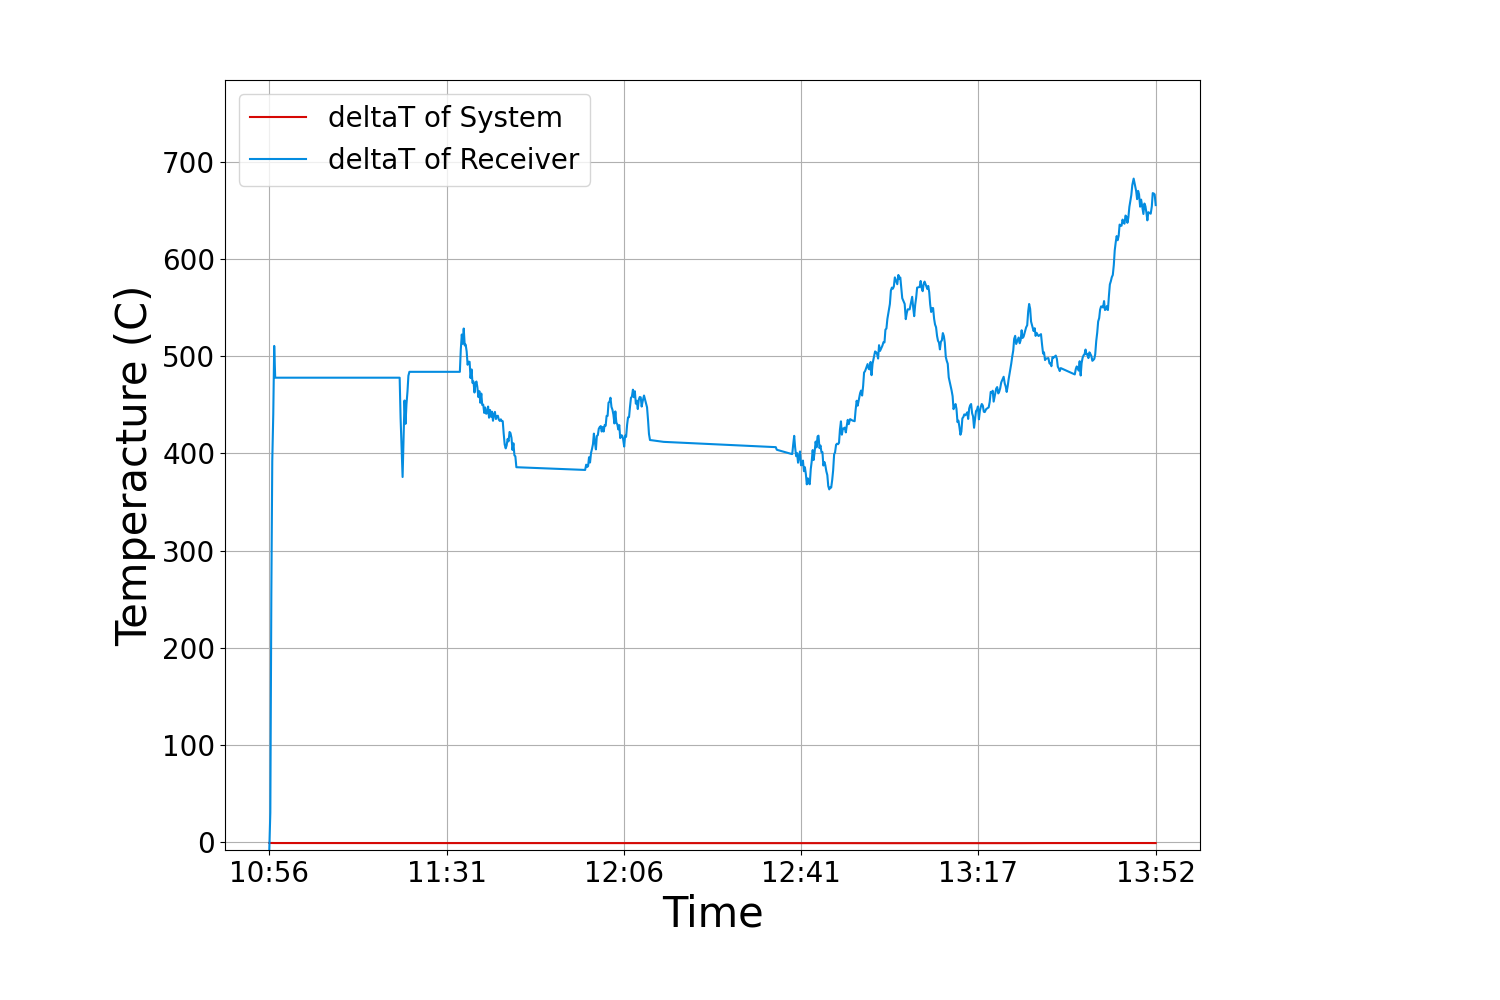 deltaT of System
deltaT of Receiver
700
600
500
400
300
200
100
0
Temperacture (C)
10:56 11:31 12:06 12:41 13:17 13:52
Time